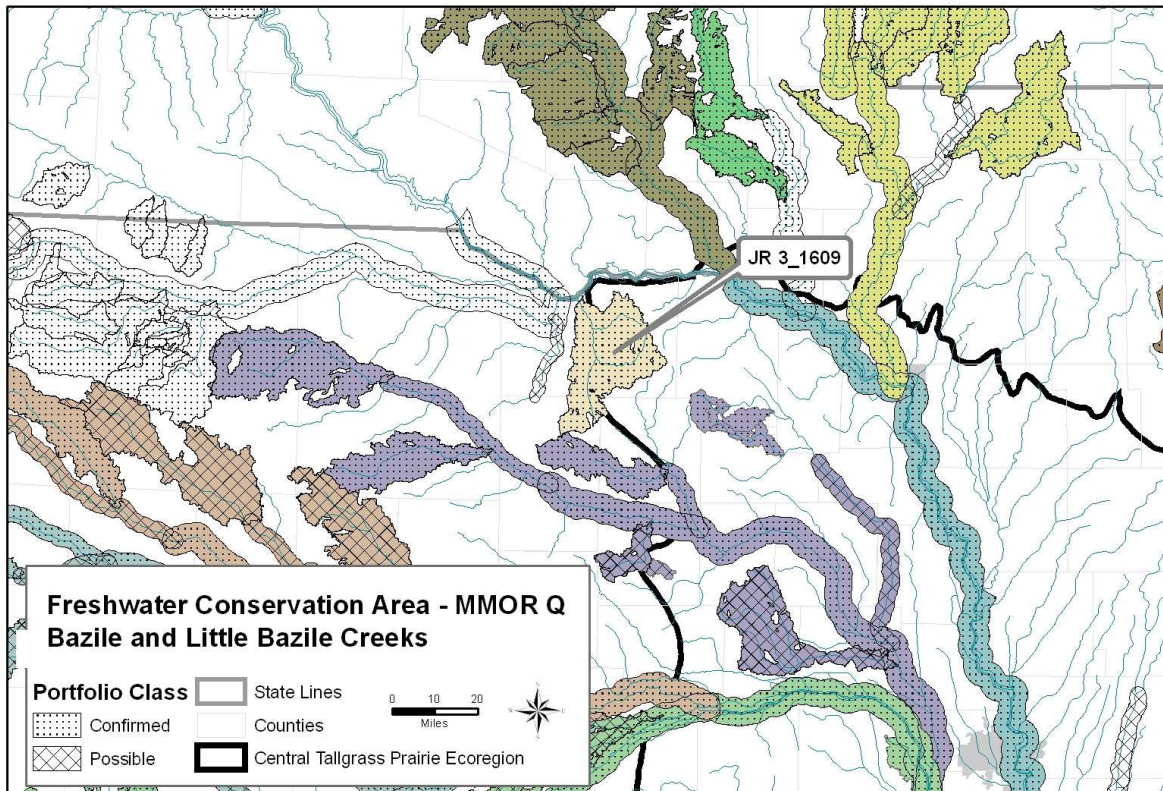 JR 3_1609
Freshwater Conservation Area - MMOR Q
Bazile and Little Bazile Creeks
Portfolio Class
Confirmed
Possible
State Lines
Counties
Central Tallgrass Prairie Ecoregion
0 10 20
Miles